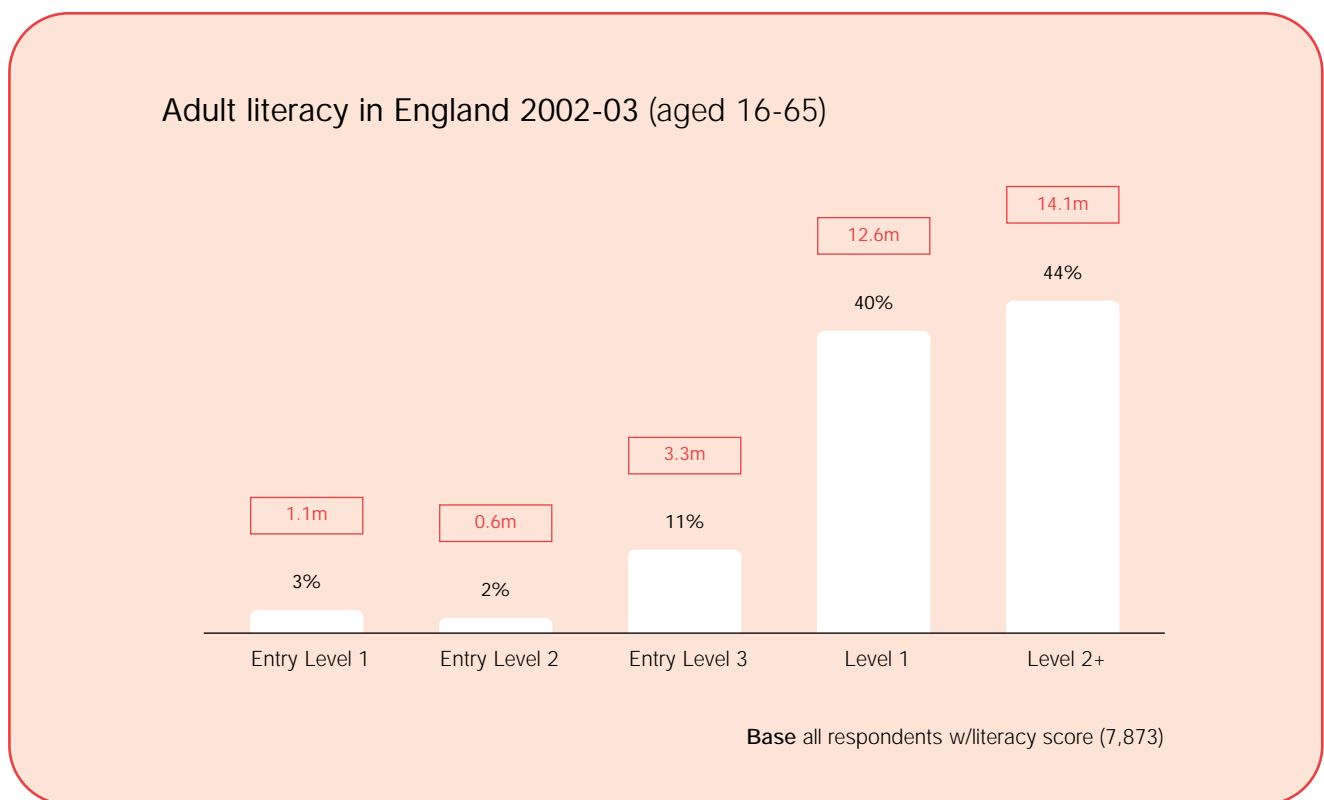 Adult literacy in England 2002-03 (aged 16-65)
14.1m
12.6m
44%
40%
3.3m
1.1m
0.6m
11%
3%
2%
Entry Level 1 Entry Level 2 Entry Level 3 Level 1 Level 2+
Base all respondents w/literacy score (7,873)